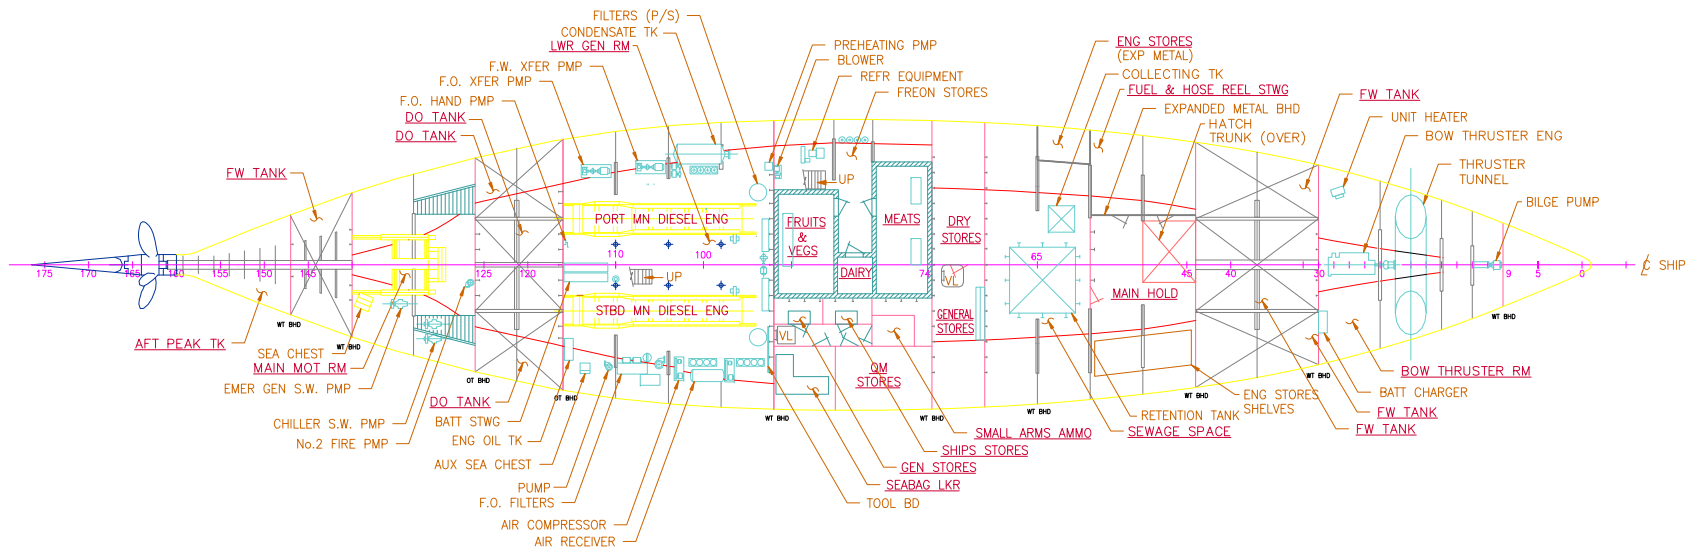 FILTERS (P/S)
CONDENSATE TK
LWR GEN RM
F.W. XFER PMP
F.O. XFER PMP
F.O. HAND PMP
DO TANK
DO TANK
FW TANK
PREHEATING PMP
BLOWER
REFR EQUIPMENT
FREON STORES
ENG STORES
(EXP METAL)
COLLECTING TK
FUEL & HOSE REEL STWG
EXPANDED METAL BHD
HATCH
TRUNK (OVER)
FW TANK
UNIT HEATER
BOW THRUSTER ENG
THRUSTER
TUNNEL
BILGE PUMP
UP
PORT MN DIESEL ENG
FRUITS
&
VEGS
MEATS
DRY
STORES
DAIRY
UP
STBD MN DIESEL ENG
VL
VL
GENERAL
STORES
MAIN HOLD
QM
STORES
175
170
165
160
150
145
125
120
110
100
74
65
45
40
30
9
5
0
℄ SHIP
WT BHD
WT BHD
OT BHD
OT BHD
WT BHD
WT BHD
WT BHD
WT BHD
WT BHD
WT BHD
AFT PEAK TK
SEA CHEST
MAIN MOT RM
EMER GEN S.W. PMP
CHILLER S.W. PMP
No.2 FIRE PMP
DO TANK
BATT STWG
ENG OIL TK
AUX SEA CHEST
PUMP
F.O. FILTERS
AIR COMPRESSOR
AIR RECEIVER
TOOL BD
SEABAG LKR
GEN STORES
SHIPS STORES
SMALL ARMS AMMO
RETENTION TANK
SEWAGE SPACE
ENG STORES
SHELVES
BOW THRUSTER RM
BATT CHARGER
FW TANK
FW TANK